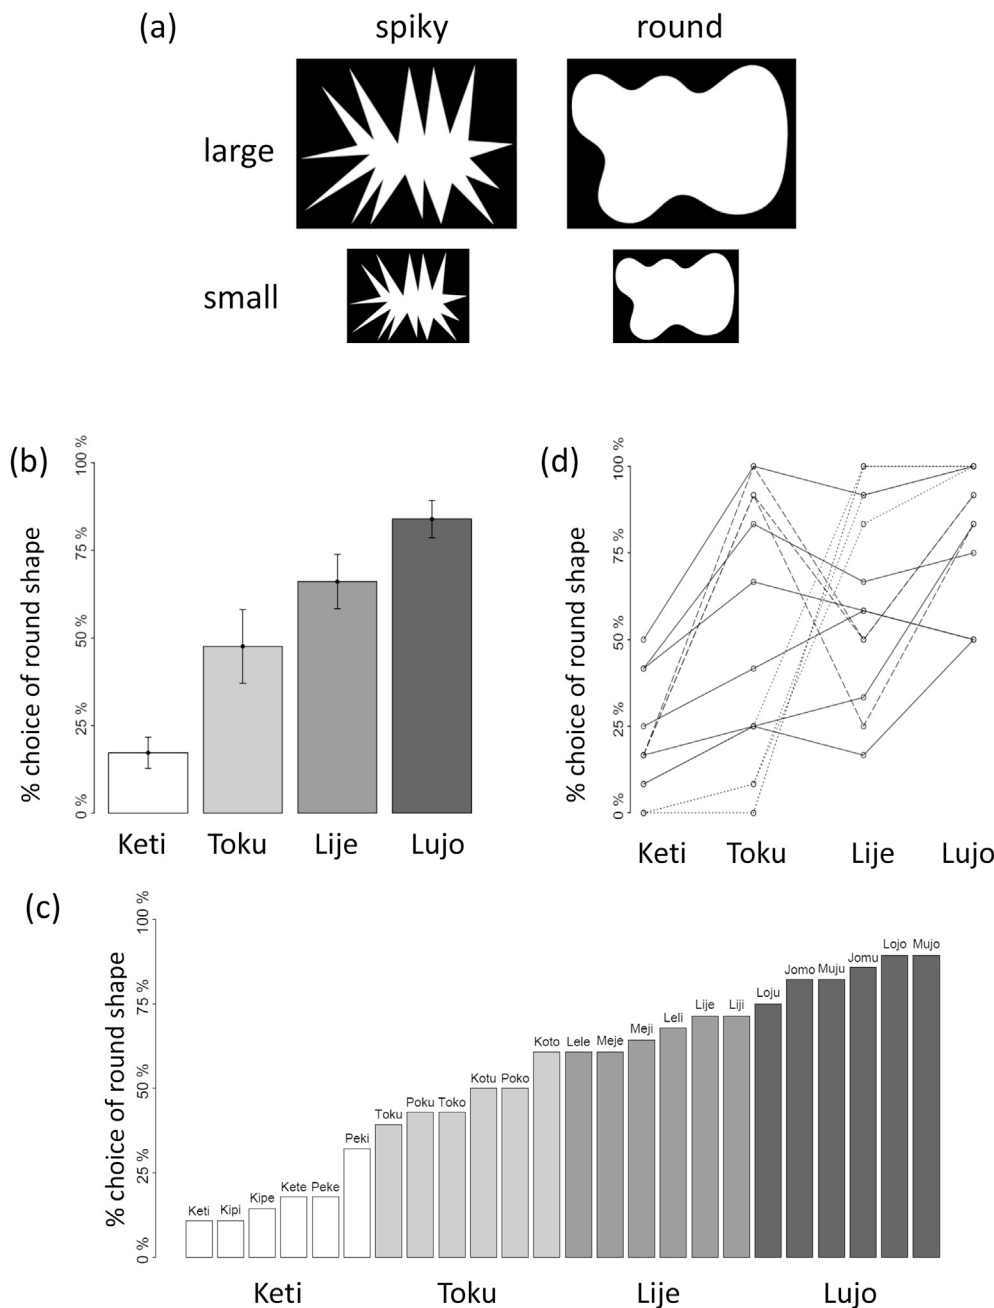 (a)
spiky
round
large
small
(b)
% choice of round shape
0 %
25 %
50 %
75 %
100 %
Keti
Toku
Lije
Lujo
(d)
% choice of round shape
0 %
25 %
50 %
75 %
100 %
Keti
Toku
Lije
Lujo
(c)
% choice of round shape
0 %
25 %
50 %
75 %
100 %
Keti
Kipi
Kipe
Kete
Peke
Peki
Toku
Poku
Toko
Kotu
Poko
Koto
Lele
Meje
Meji
Leli
Lije
Liji
Loju
Jomo
Muju
Jomu
Lojo
Mujo
Keti
Toku
Lije
Lujo